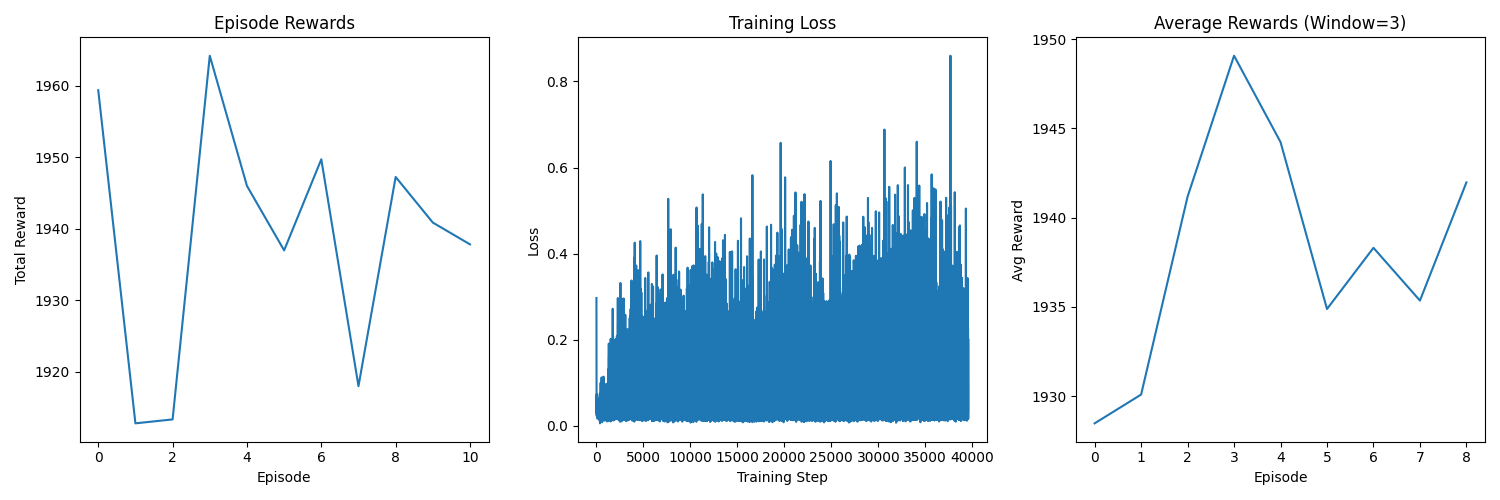 Episode Rewards
Total Reward
1960
1950
1940
1930
1920
0 2 4 6 8 10
Episode
Training Loss
Loss
0.8
0.6
0.4
0.2
0.0
0 5000 10000 15000 20000 25000 30000 35000 40000
Training Step
Average Rewards (Window=3)
Avg Reward
1950
1945
1940
1935
1930
0 1 2 3 4 5 6 7 8
Episode